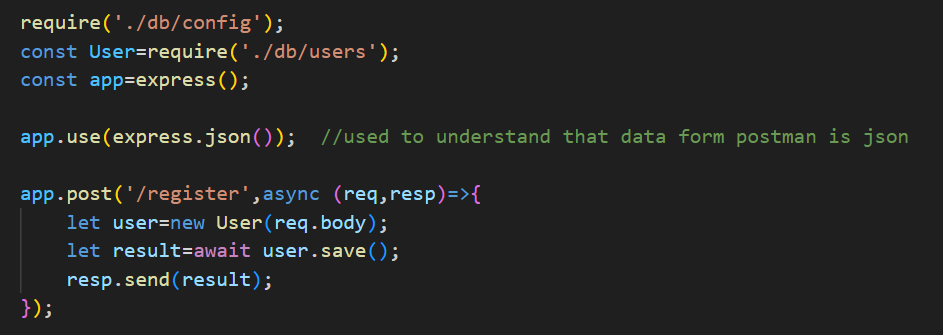 require('./db/config');
const User=require('./db/users');
const app=express();
app.use(express.json());  //used to understand that data form postman is json
app.post('/register',async (req,resp)=>{
    let user=new User(req.body);
    let result=await user.save();
    resp.send(result);
});